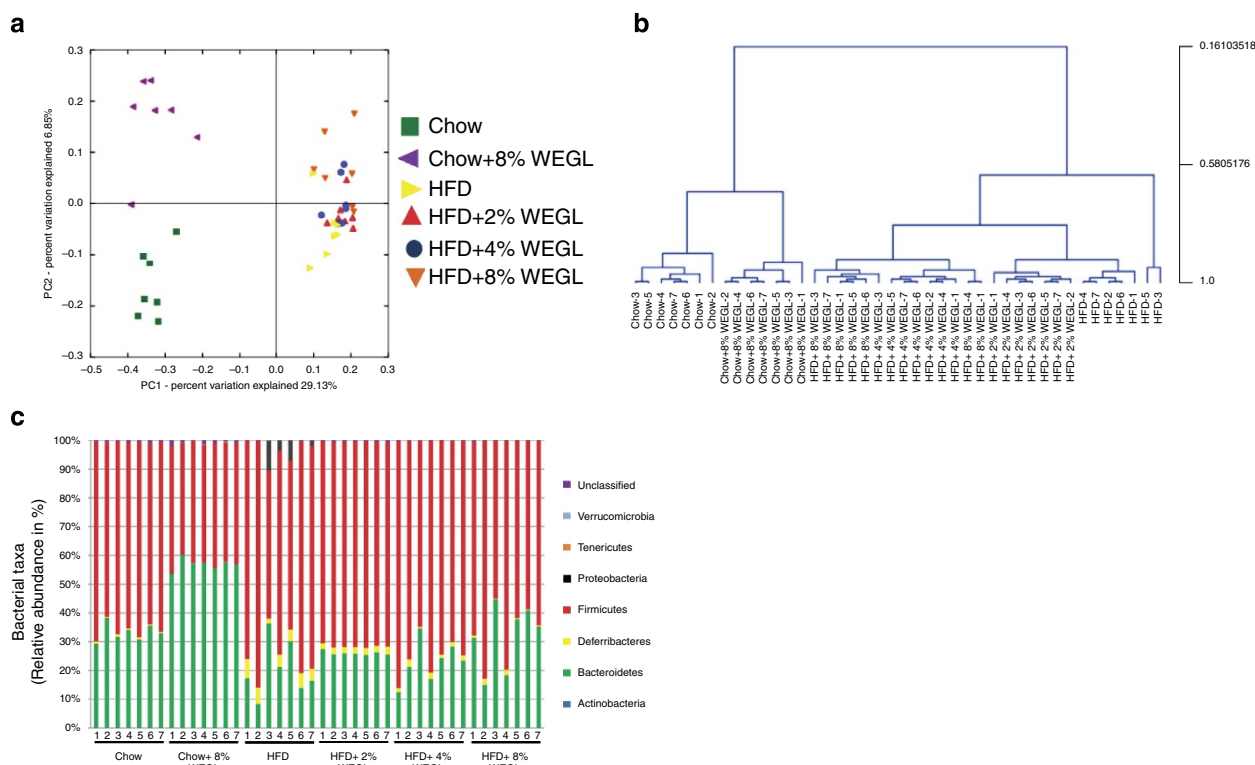 a
0.3
0.2
0.1
0.0
–0.1
–0.2
–0.3
PC2 - percent variation explained 6.85%
–0.5
–0.4
–0.3
–0.2
–0.1
0.0
0.1
0.2
0.3
PC1 - percent variation explained 29.13%
Chow
Chow+8% WEGL
HFD
HFD+2% WEGL
HFD+4% WEGL
HFD+8% WEGL
b
0.16103518
0.5805176
1.0
Chow-3
Chow-5
Chow-4
Chow-7
Chow-6
Chow-1
Chow-2
Chow+8% WEGL-2
Chow+8% WEGL-4
Chow+8% WEGL-6
Chow+8% WEGL-7
Chow+8% WEGL-5
Chow+8% WEGL-3
Chow+8% WEGL-1
HFD+ 8% WEGL-3
HFD+ 8% WEGL-7
HFD+ 8% WEGL-1
HFD+ 8% WEGL-5
HFD+ 8% WEGL-6
HFD+ 4% WEGL-3
HFD+ 4% WEGL-5
HFD+ 4% WEGL-7
HFD+ 4% WEGL-6
HFD+ 4% WEGL-2
HFD+ 4% WEGL-4
HFD+ 4% WEGL-1
HFD+ 8% WEGL-4
HFD+ 8% WEGL-1
HFD+ 2% WEGL-1
HFD+ 2% WEGL-4
HFD+ 2% WEGL-3
HFD+ 2% WEGL-6
HFD+ 2% WEGL-5
HFD+ 2% WEGL-7
HFD+ 2% WEGL-2
HFD-4
HFD-7
HFD-2
HFD-6
HFD-1
HFD-5
HFD-3
c
Bacterial taxa
(Relative abundance in %)
100%
90%
80%
70%
60%
50%
40%
30%
20%
10%
0%
1 2 3 4 5 6 7 1 2 3 4 5 6 7 1 2 3 4 5 6 7 1 2 3 4 5 6 7 1 2 3 4 5 6 7 1 2 3 4 5 6 7
Chow
Chow+ 8%
WEGL
HFD
HFD+ 2%
WEGL
HFD+ 4%
WEGL
HFD+ 8%
WEGL
Unclassified
Verrucomicrobia
Tenericutes
Proteobacteria
Firmicutes
Deferribacteres
Bacteroidetes
Actinobacteria